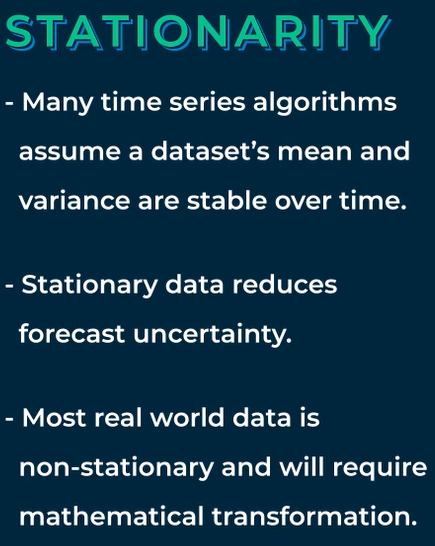 STATIONARITY
- Many time series algorithms
assume a dataset’s mean and
variance are stable over time.
- Stationary data reduces
forecast uncertainty.
- Most real world data is
non-stationary and will require
mathematical transformation.